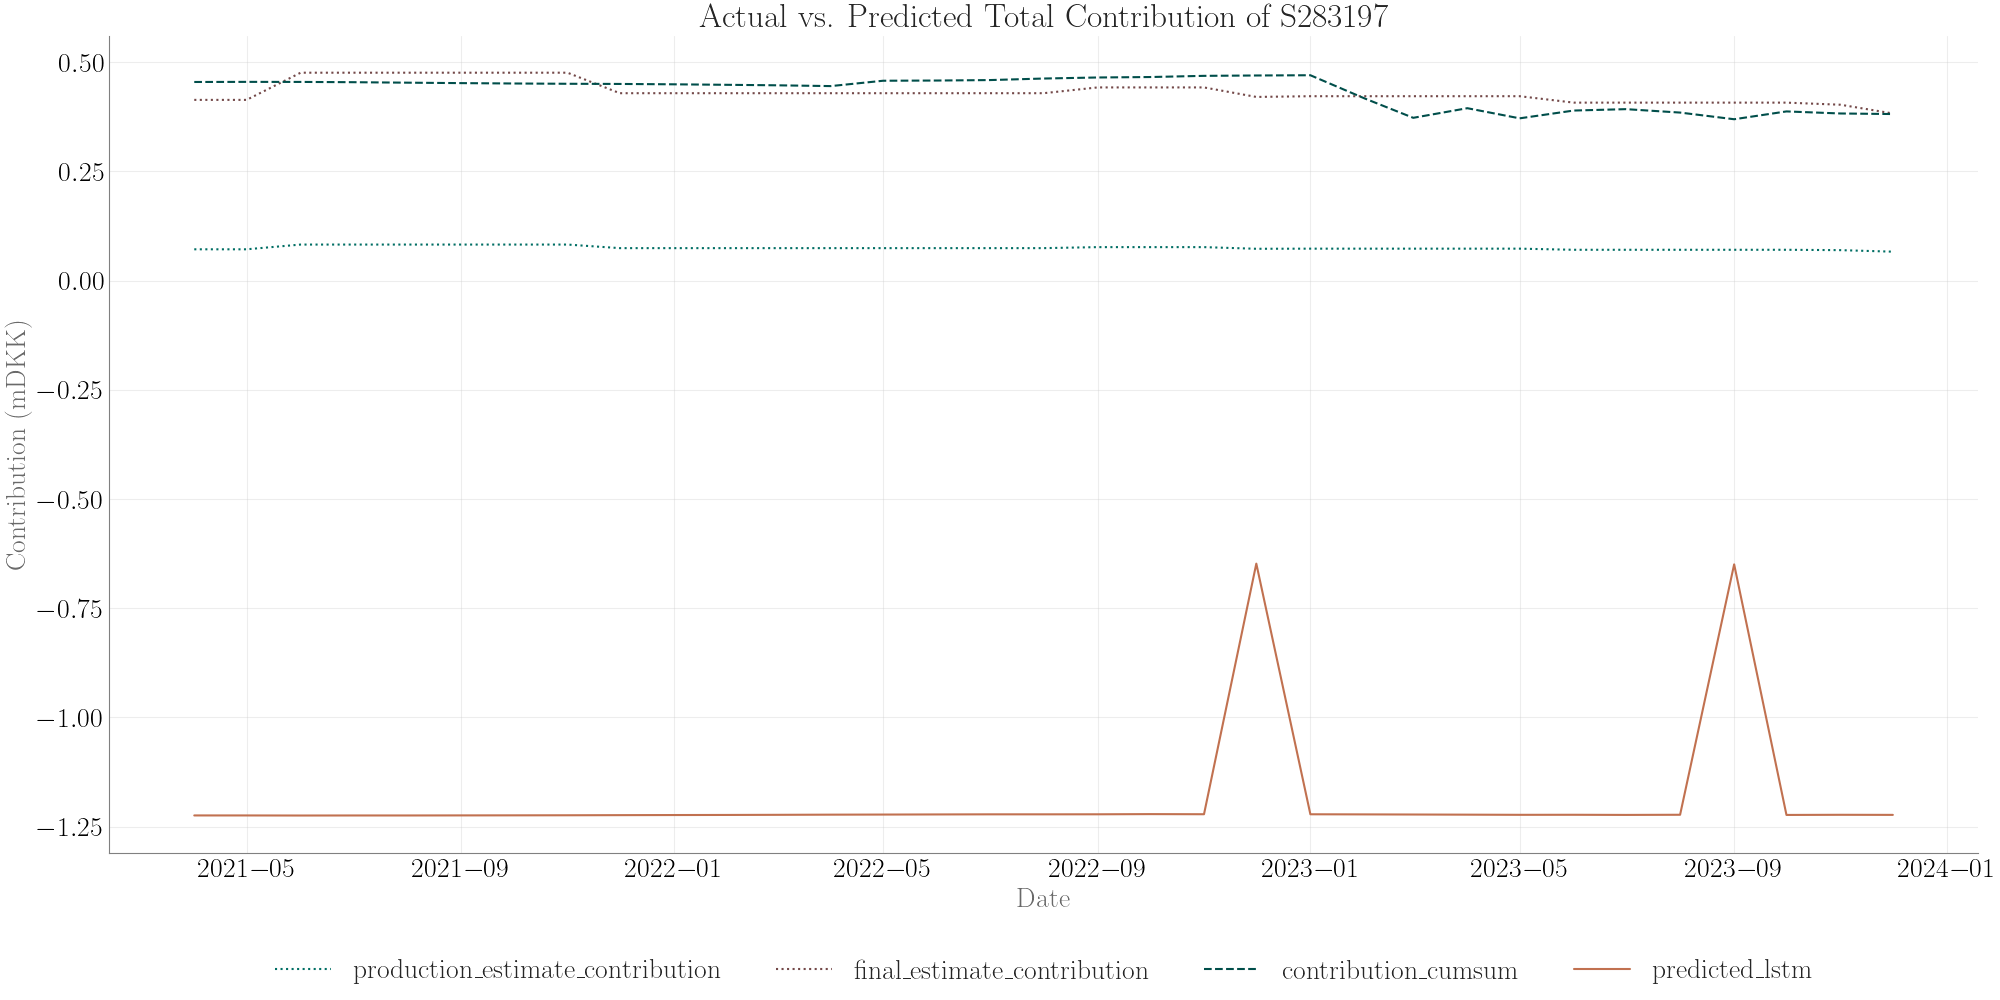 Actual vs. Predicted Total Contribution of S283197
Contribution (mDKK)
0.50
0.25
0.00
−0.25
−0.50
−0.75
−1.00
−1.25
2021−05 2021−09 2022−01 2022−05 2022−09 2023−01 2023−05 2023−09 2024−01
Date
production_estimate_contribution final_estimate_contribution contribution_cumsum predicted_lstm